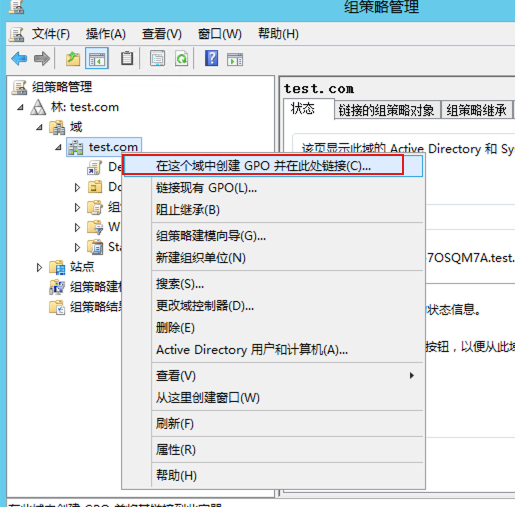 组策略管理
文件(F) 操作(A) 查看(V) 窗口(W) 帮助(H)
组策略管理
林: test.com
域
test.com
De
Do
组
W
Sta
站点
组策略建
组策略结
test.com
状态 链接的组策略对象 组策略继承
该页显示此域的 Active Directory 和 Sys
7OSQM7A.test.
状态信息。
按钮，以便从此域
在这个域中创建 GPO 并在此处链接(C)...
链接现有 GPO(L)...
阻止继承(B)
组策略建模向导(G)...
新建组织单位(N)
搜索(S)...
更改域控制器(D)...
删除(E)
Active Directory 用户和计算机(A)...
查看(V)
从这里创建窗口(W)
刷新(F)
属性(R)
帮助(H)